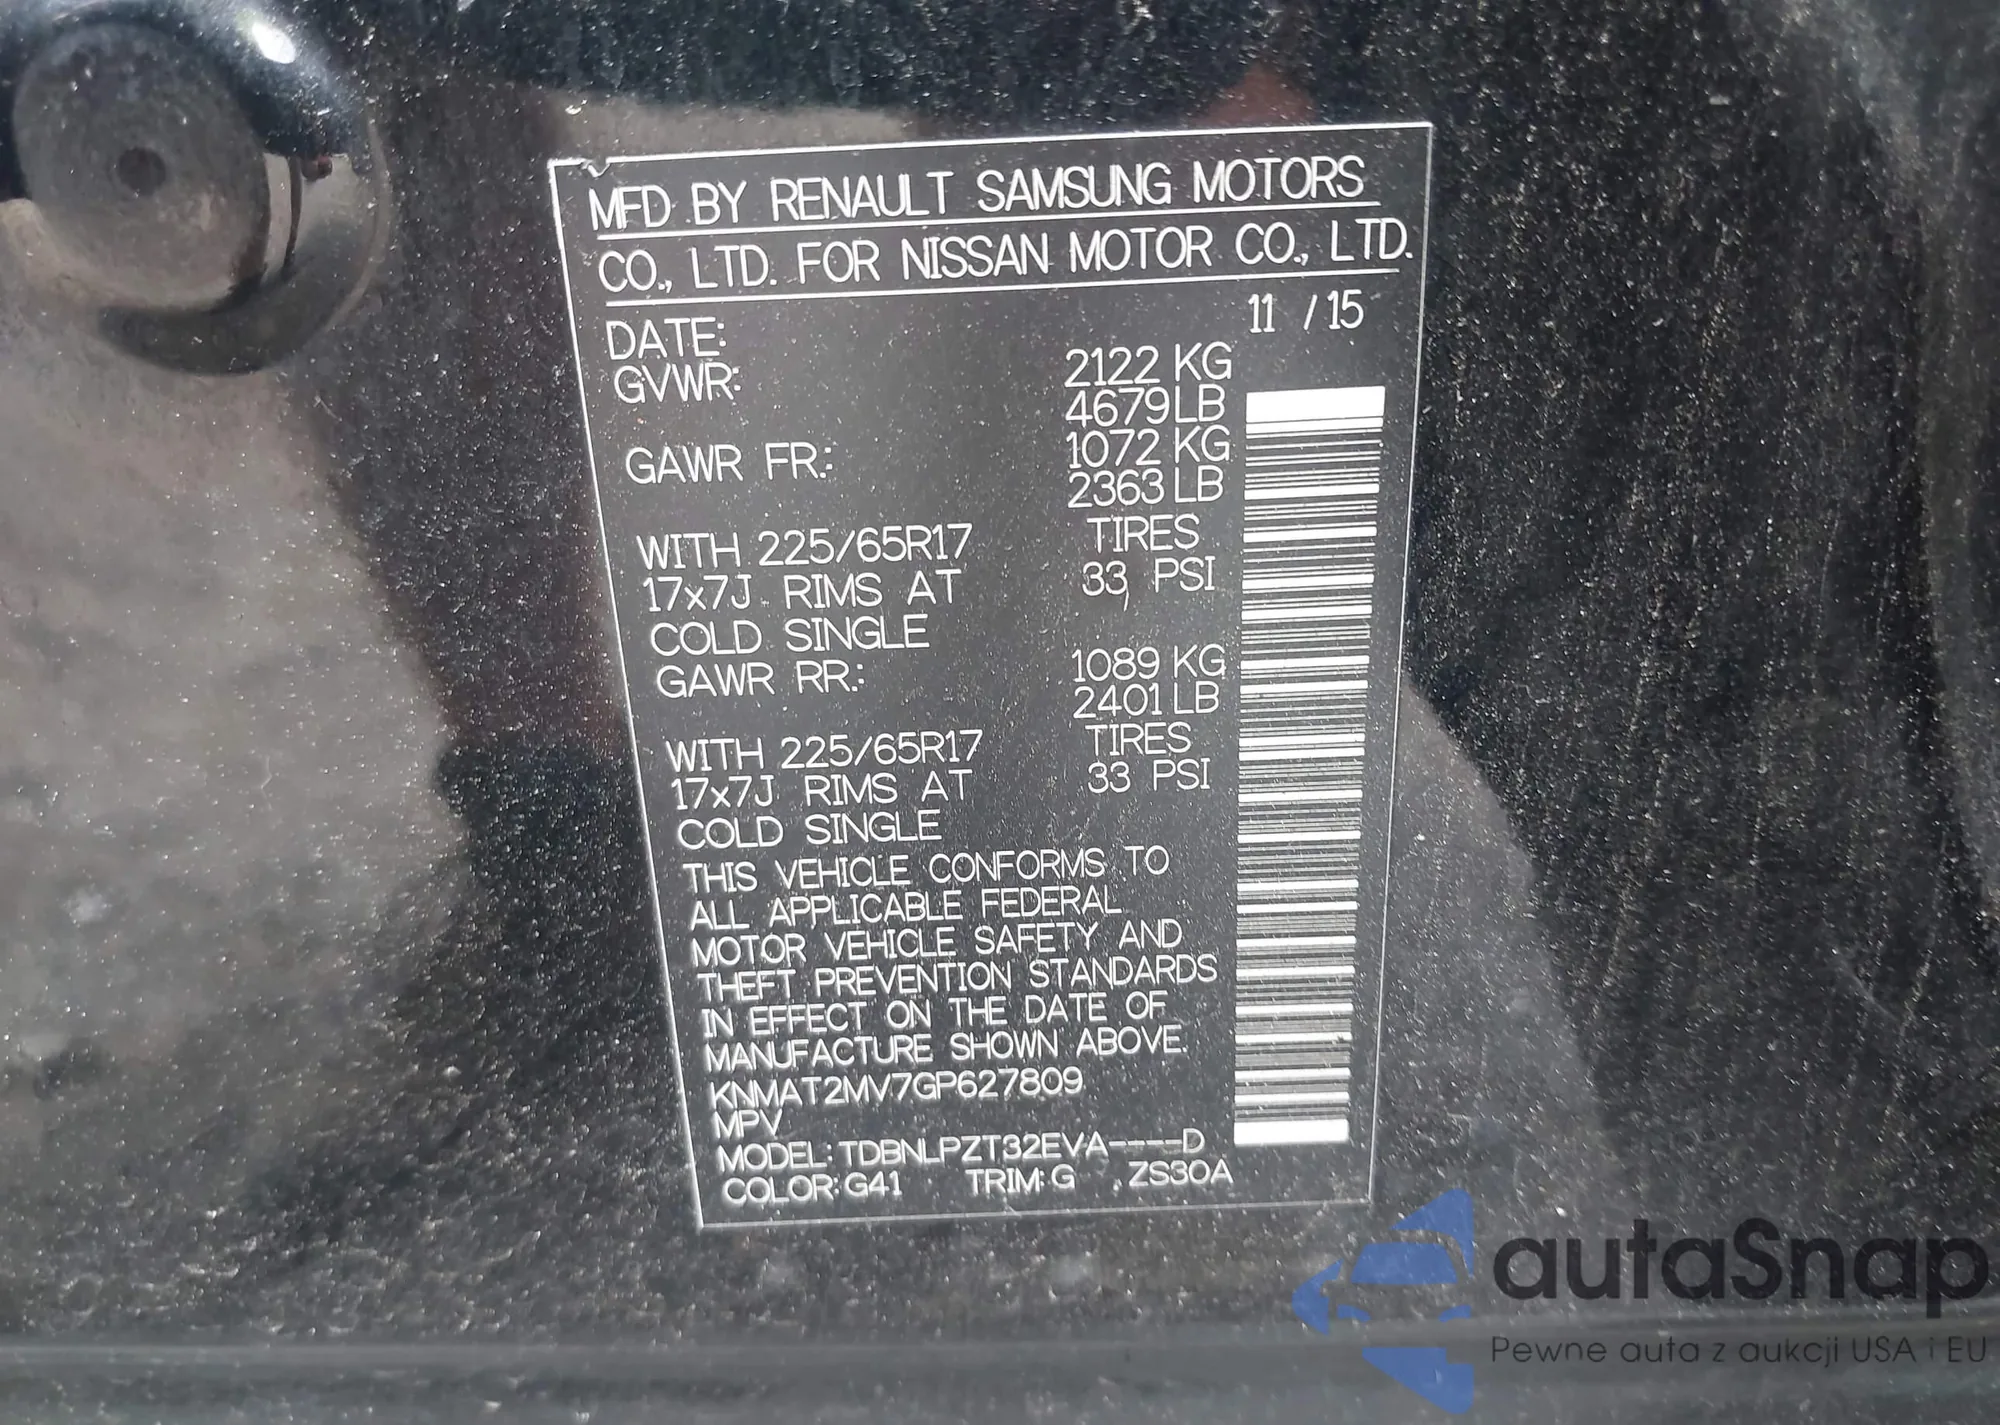 MFD BY RENAULT SAMSUNG MOTORS
CO., LTD. FOR NISSAN MOTOR CO., LTD.
DATE: 11 /15
GVWR: 2122 KG
4679 LB
GAWR FR.: 1072 KG
2363 LB
WITH 225/65R17 TIRES
17x7J RIMS AT 33 PSI
COLD SINGLE
GAWR RR.: 1089 KG
2401 LB
WITH 225/65R17 TIRES
17x7J RIMS AT 33 PSI
COLD SINGLE
THIS VEHICLE CONFORMS TO
ALL APPLICABLE FEDERAL
MOTOR VEHICLE SAFETY AND
THEFT PREVENTION STANDARDS
IN EFFECT ON THE DATE OF
MANUFACTURE SHOWN ABOVE.
KNMAT2MV7GP627809
MPV
MODEL: TDBNLPZT32EVA----D
COLOR: G41 TRIM: G ZS30A
autaSnap
Pewne auta z aukcji USA i EU